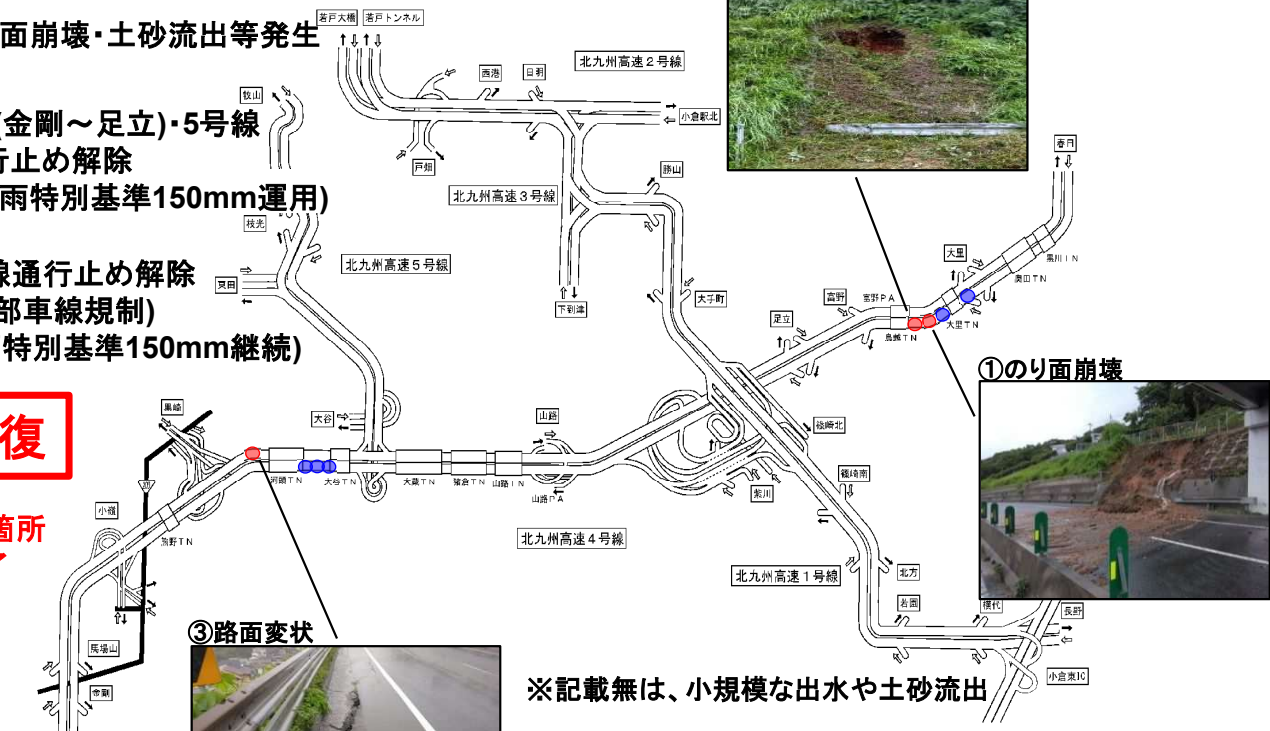 面崩壊・土砂流出等発生
(金剛～足立)・5号線
行止め解除
雨特別基準150mm運用)
線通行止め解除
部車線規制)
特別基準150mm継続)
復
箇所
若戸大橋
若戸トンネル
牧山
西港
日明
北九州高速２号線
小倉駅北
戸畑
北九州高速３号線
勝山
春日
枝光
北九州高速５号線
東田
下到津
大手町
大里
黒川ＴＮ
奥田ＴＮ
富野
富野ＰＡ
足立
鳥越ＴＮ
大里ＴＮ
①のり面崩壊
黒崎
大谷
山路
篠崎北
河頭ＴＮ
大谷ＴＮ
大蔵ＴＮ
猪倉ＴＮ
山路ＴＮ
山路ＰＡ
紫川
篠崎南
小嶺
熊野ＴＮ
北九州高速４号線
北九州高速１号線
北方
若園
横代
長野
馬場山
金剛
小倉東IC
③路面変状
※記載無は、小規模な出水や土砂流出